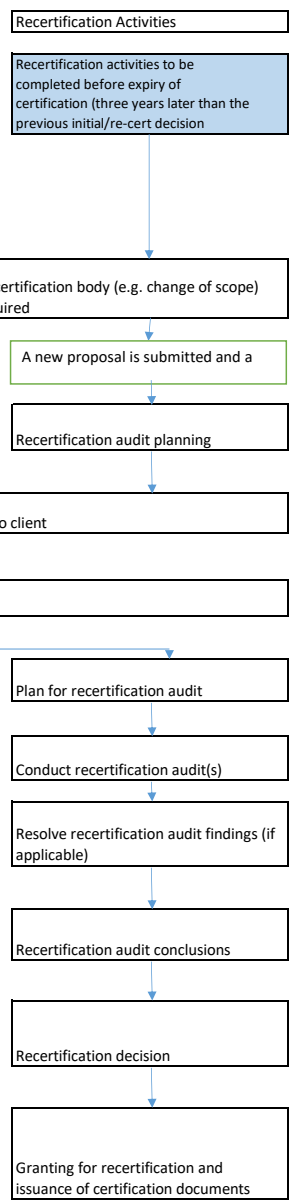 Recertification Activities
Recertification activities to be
completed before expiry of
certification (three years later than the
previous initial/re-cert decision
certification body (e.g. change of scope)
A new proposal is submitted and a
Recertification audit planning
client
Plan for recertification audit
Conduct recertification audit(s)
Resolve recertification audit findings (if
applicable)
Recertification audit conclusions
Recertification decision
Granting for recertification and
issuance of certification documents